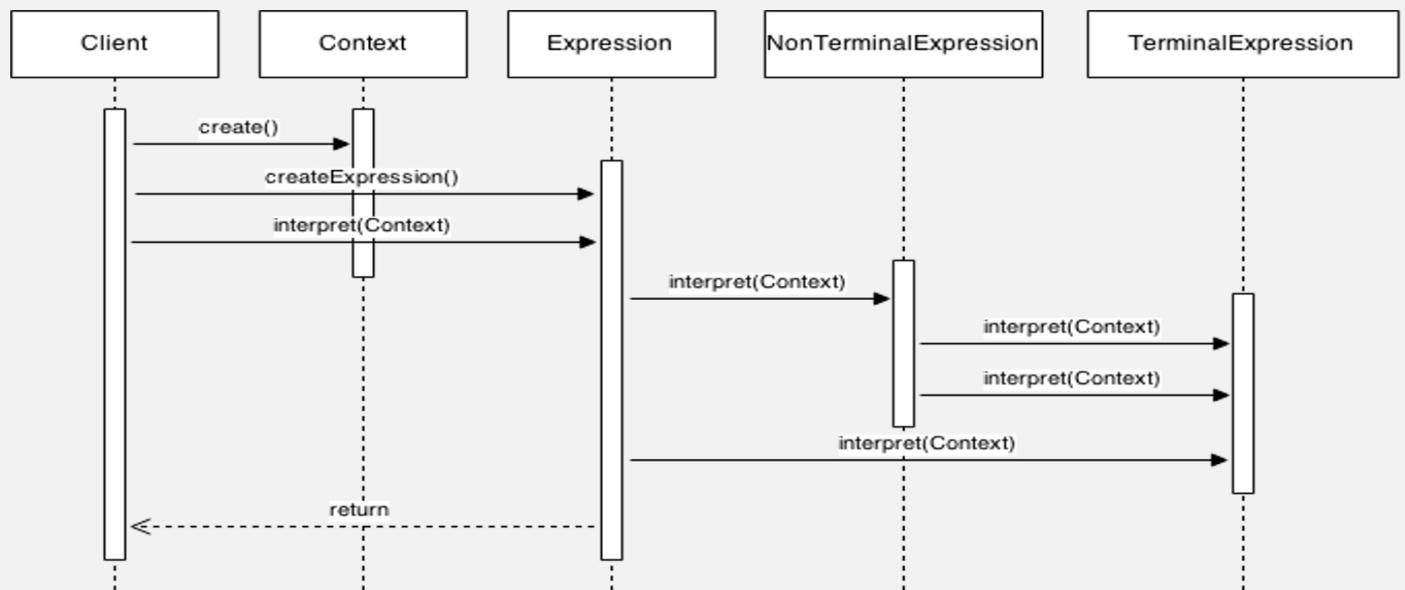 Client
Context
Expression
NonTerminalExpression
TerminalExpression
create()
createExpression()
interpret(Context)
interpret(Context)
interpret(Context)
interpret(Context)
interpret(Context)
return